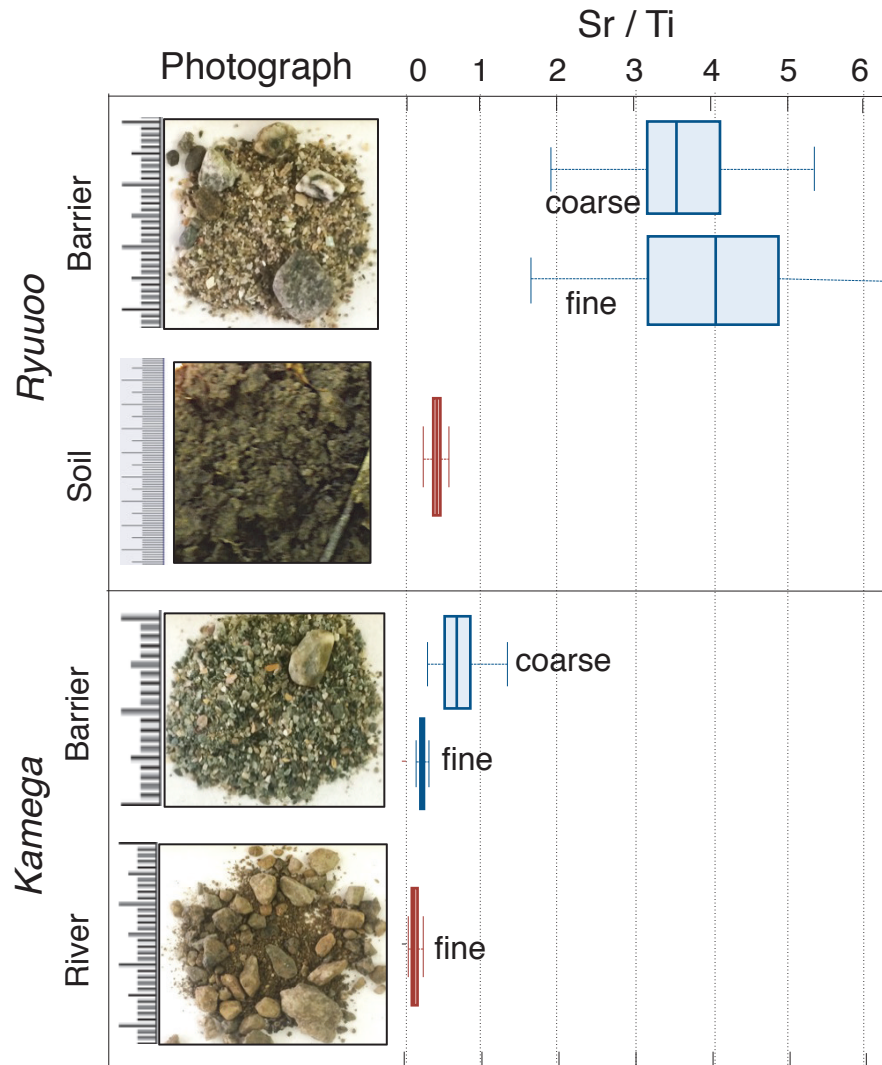 Sr / Ti
Photograph
0 1 2 3 4 5 6
Ryuuoo
Barrier
coarse
fine
Soil
Kamega
Barrier
coarse
fine
River
fine